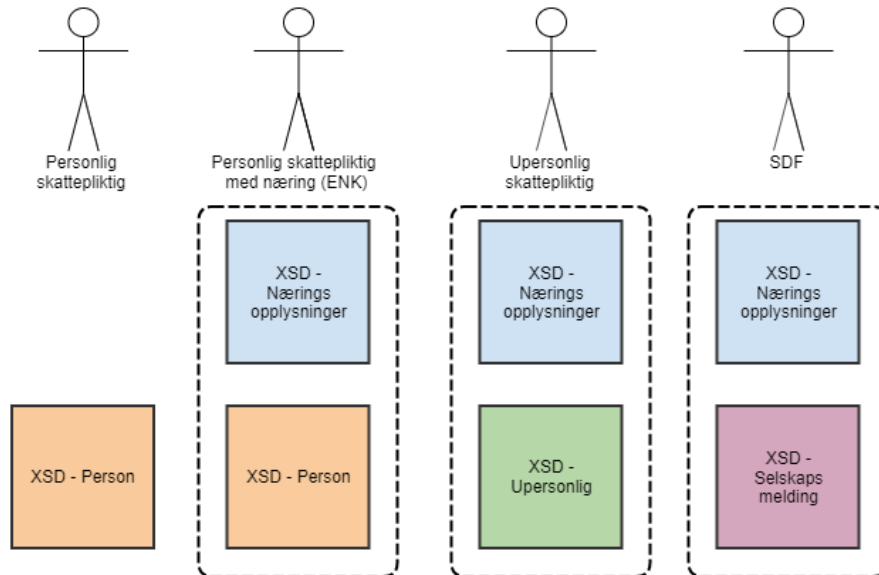 Personlig
skattepliktig
Personlig skattepliktig
med næring (ENK)
Upersonlig
skattepliktig
SDF
XSD -
Nærings
opplysninger
XSD -
Nærings
opplysninger
XSD -
Nærings
opplysninger
XSD - Person
XSD - Person
XSD -
Upersonlig
XSD -
Selskaps
melding